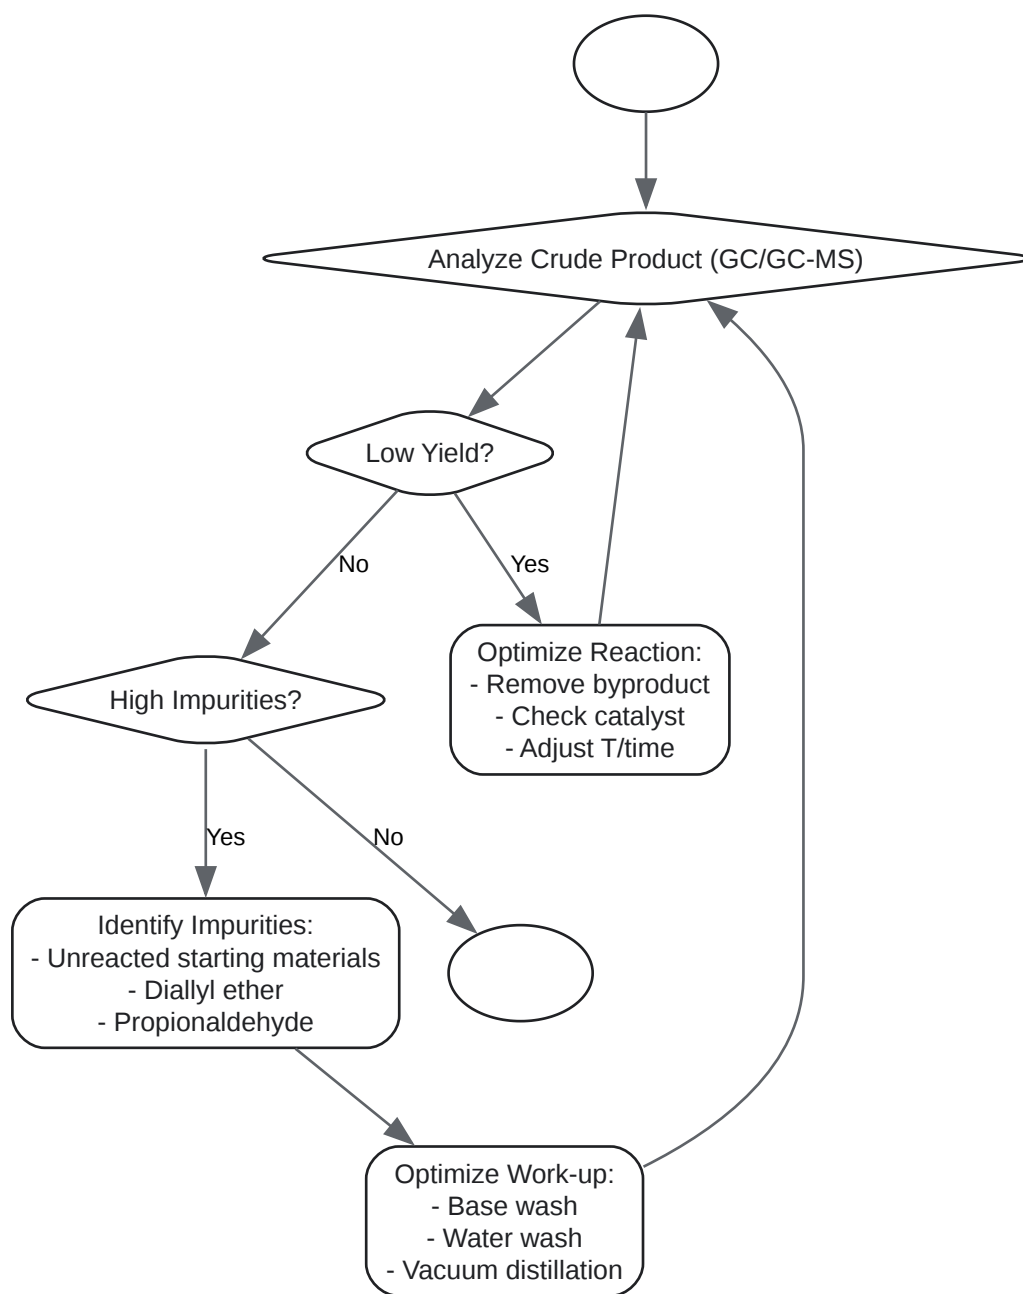 Analyze Crude Product (GC/GC-MS)
Low Yield?
No
Yes
Optimize Reaction:
- Remove byproduct
- Check catalyst
- Adjust T/time
High Impurities?
Yes
No
Identify Impurities:
- Unreacted starting materials
- Diallyl ether
- Propionaldehyde
Optimize Work-up:
- Base wash
- Water wash
- Vacuum distillation